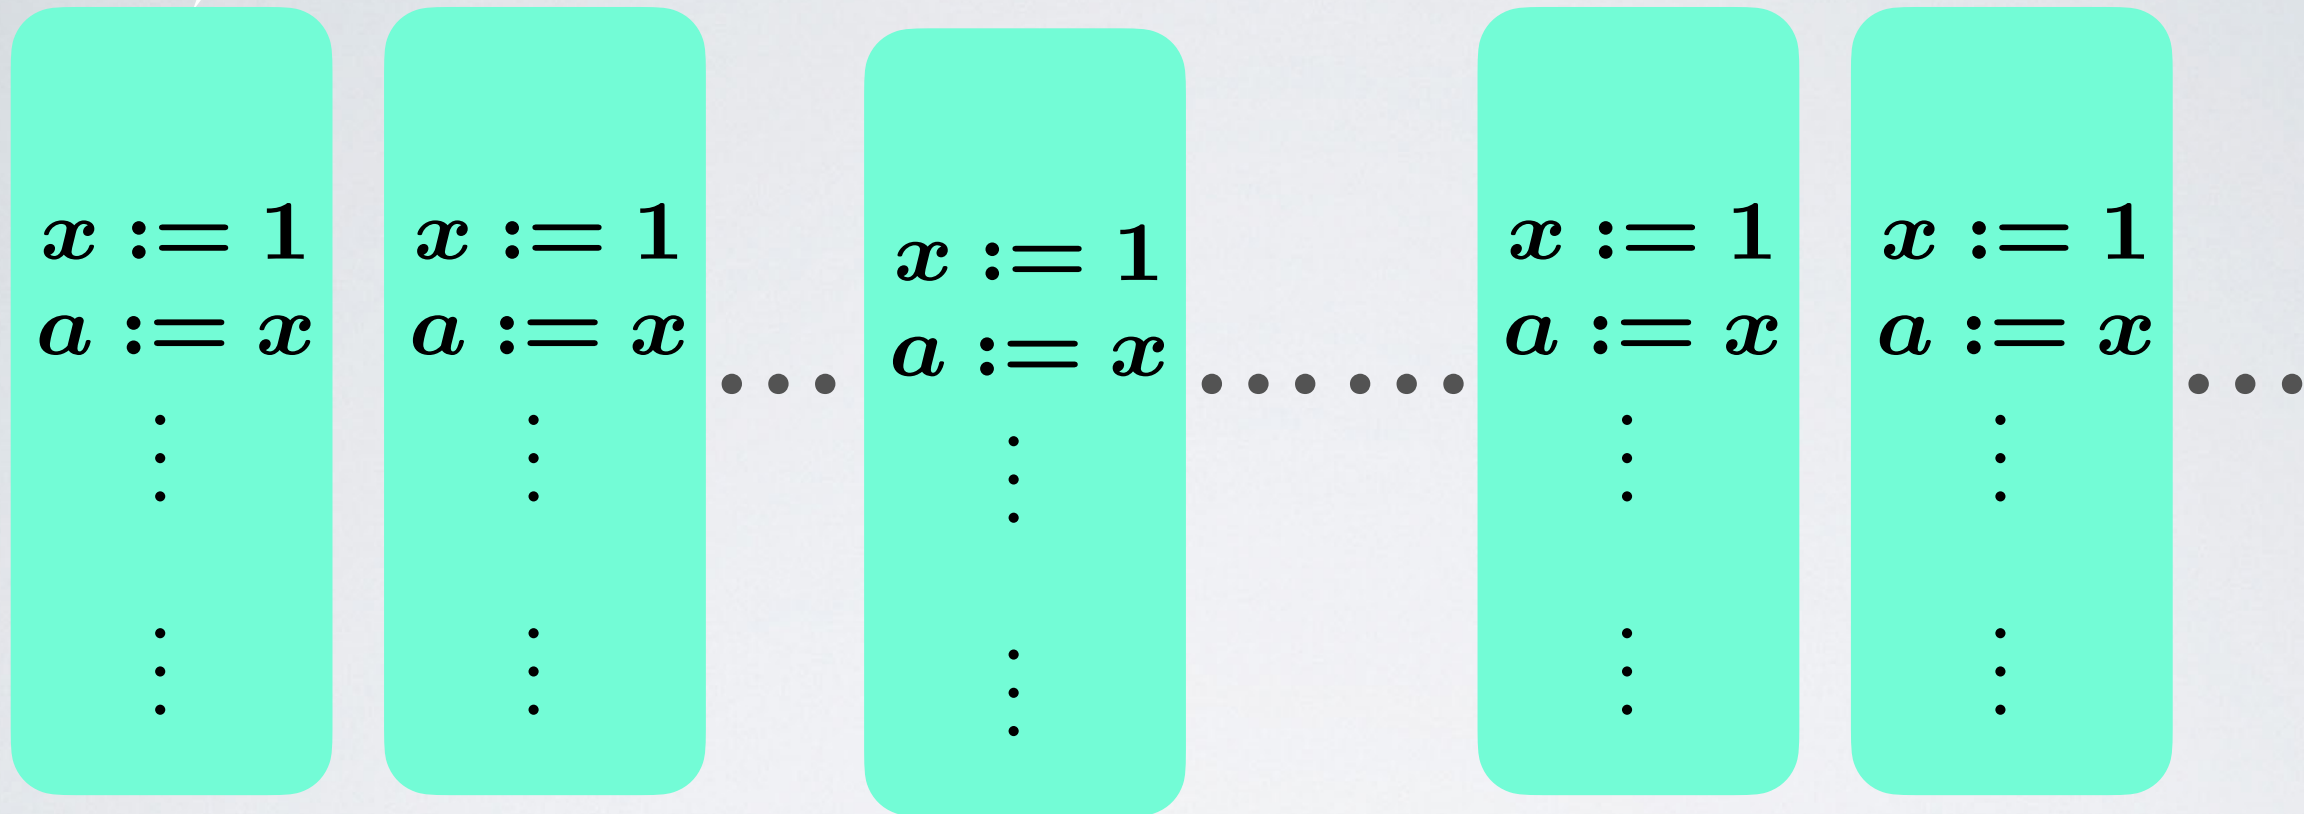 x := 1
a := x
⋮
⋮
x := 1
a := x
⋮
⋮
...
x := 1
a := x
⋮
⋮
......
x := 1
a := x
⋮
⋮
x := 1
a := x
⋮
⋮
...